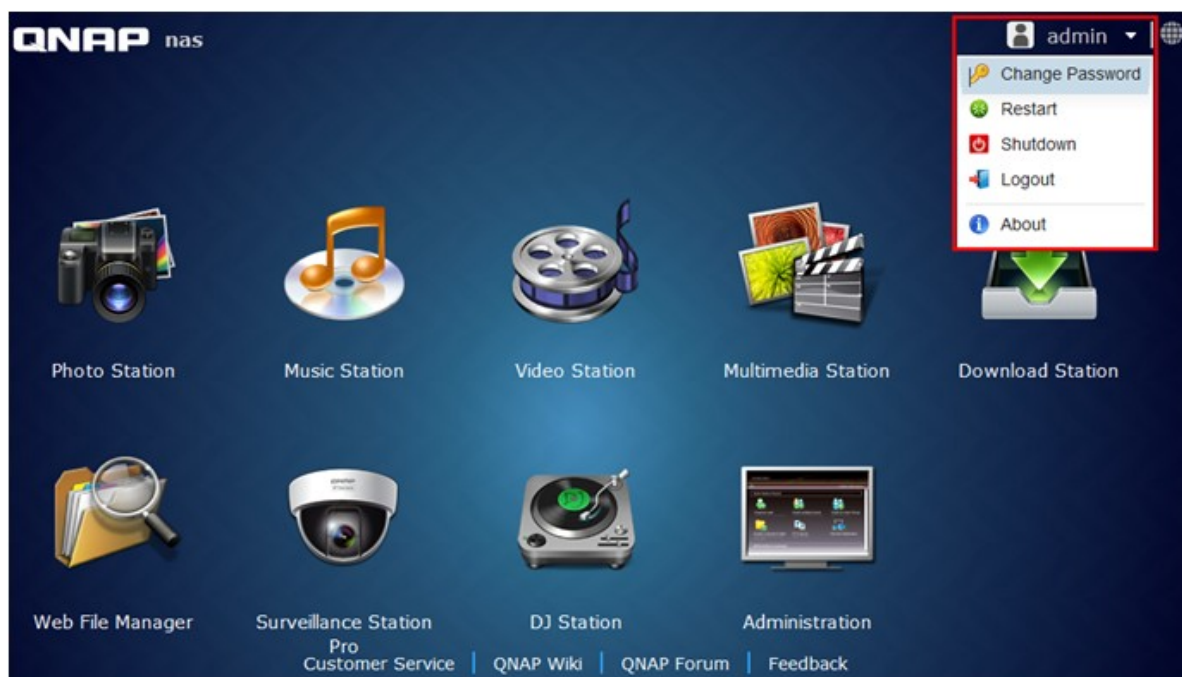 QNAP nas
admin
Change Password
Restart
Shutdown
Logout
About
Photo Station
Music Station
Video Station
Multimedia Station
Download Station
Web File Manager
Surveillance Station
Pro
DJ Station
Administration
Customer Service | QNAP Wiki | QNAP Forum | Feedback